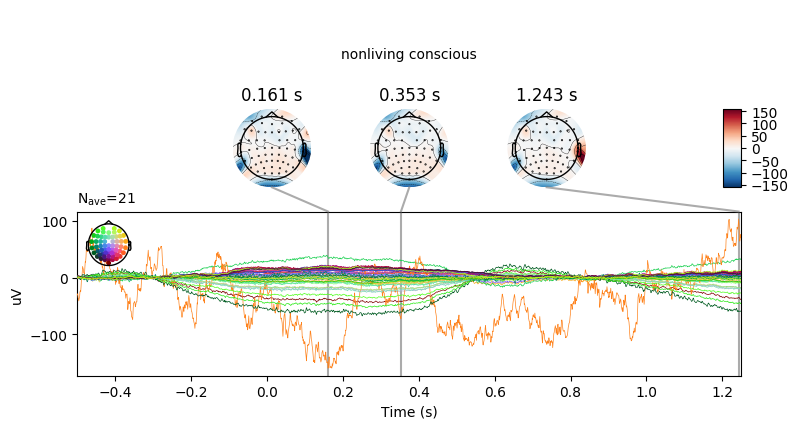 nonliving conscious
0.161 s 0.353 s 1.243 s
150
100
50
0
−50
−100
−150
Nave=21
100
0
−100
uV
−0.4 −0.2 0.0 0.2 0.4 0.6 0.8 1.0 1.2
Time (s)